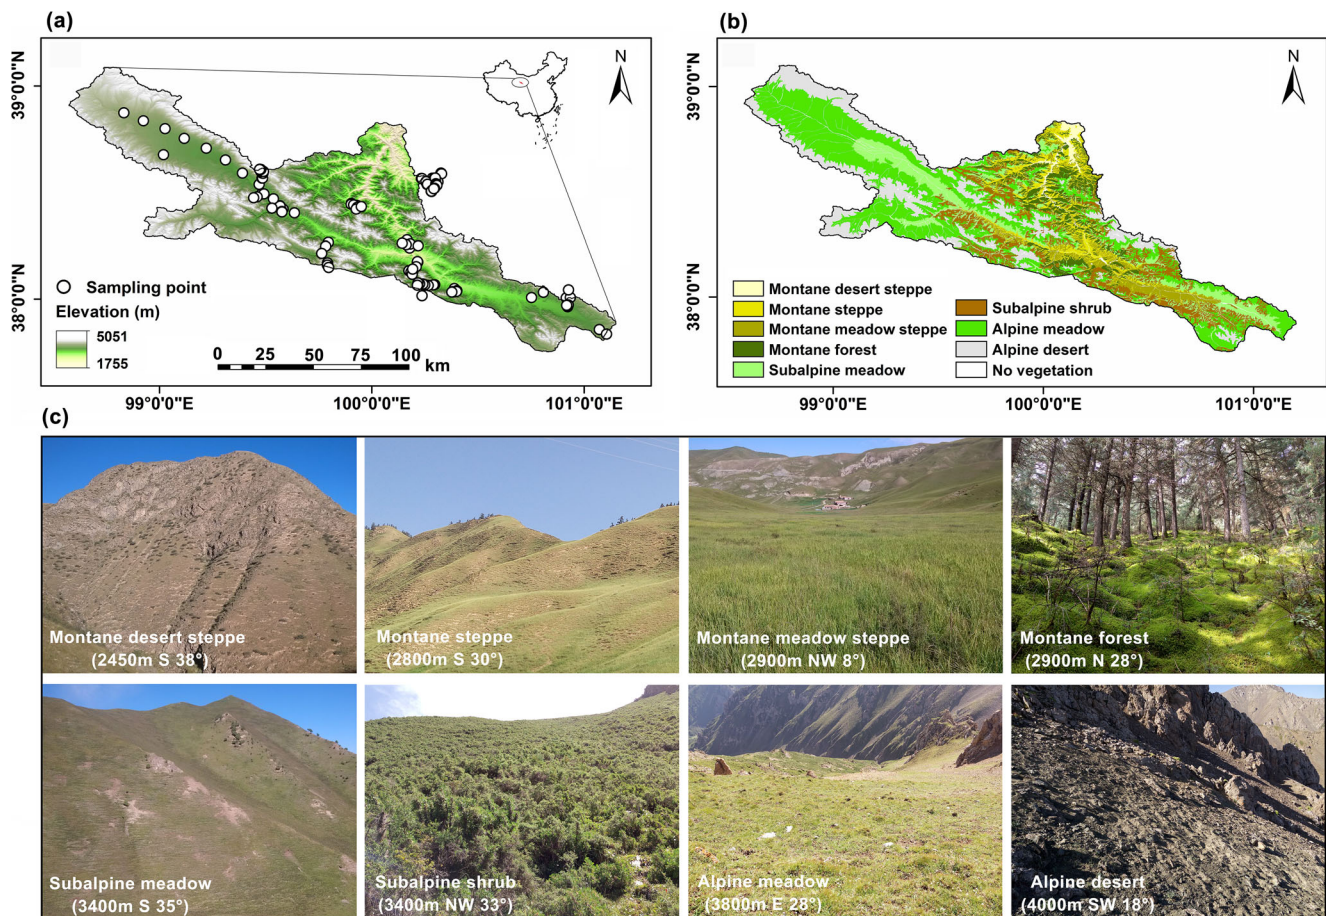 (a)
N
39°0'0"N
38°0'0"N
Sampling point
Elevation (m)
5051
1755
0 25 50 75 100
km
99°0'0"E
100°0'0"E
101°0'0"E
(b)
N
39°0'0"N
38°0'0"N
Montane desert steppe
Montane steppe
Montane meadow steppe
Montane forest
Subalpine meadow
Subalpine shrub
Alpine meadow
Alpine desert
No vegetation
99°0'0"E
100°0'0"E
101°0'0"E
(c)
Montane desert steppe
(2450m S 38°)
Montane steppe
(2800m S 30°)
Montane meadow steppe
(2900m NW 8°)
Montane forest
(2900m N 28°)
Subalpine meadow
(3400m S 35°)
Subalpine shrub
(3400m NW 33°)
Alpine meadow
(3800m E 28°)
Alpine desert
(4000m SW 18°)